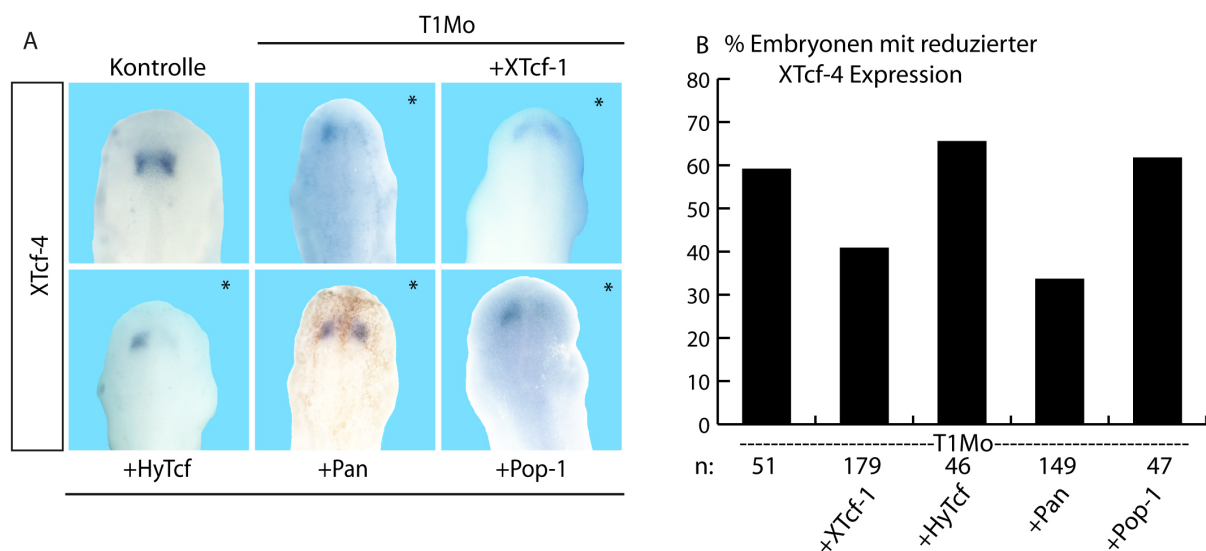 A
T1Mo
Kontrolle
+XTcf-1
XTcf-4
*
*
*
*
*
+HyTcf
+Pan
+Pop-1
B % Embryonen mit reduzierter
XTcf-4 Expression
80
70
60
50
40
30
20
10
0
T1Mo
n: 51 179 46 149 47
+XTcf-1
+HyTcf
+Pan
+Pop-1